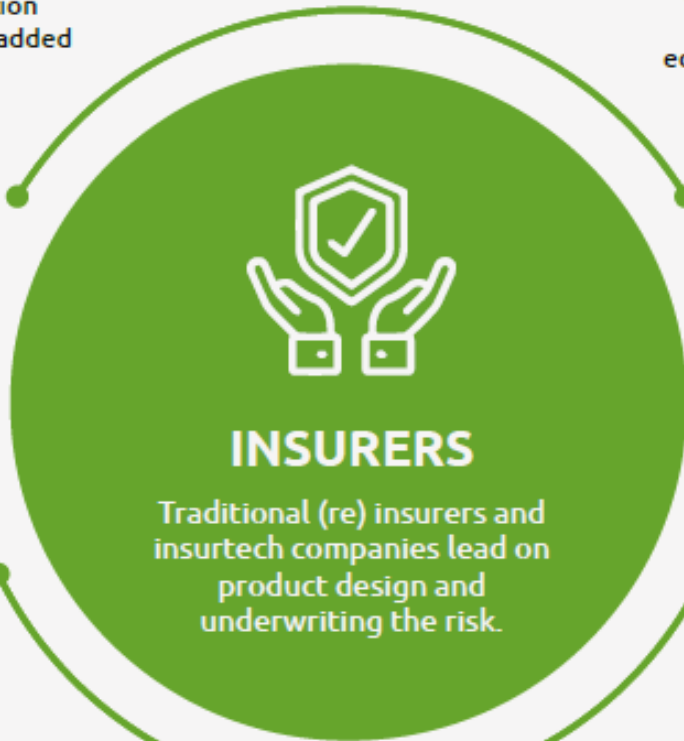 added
INSURERS
Traditional (re) insurers and
insurtech companies lead on
product design and
underwriting the risk.